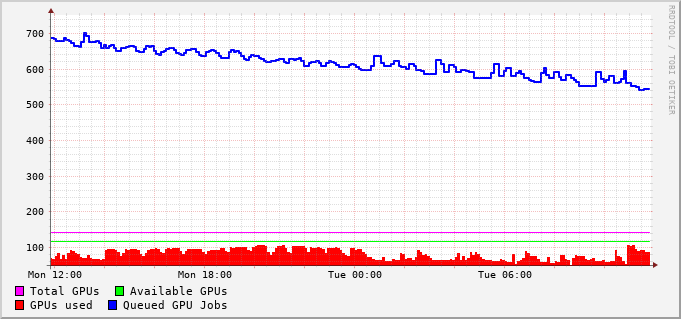 700
600
500
400
300
200
100
Mon 12:00 Mon 18:00 Tue 00:00 Tue 06:00
Total GPUs Available GPUs
GPUs used Queued GPU Jobs
RRDTOOL / TOBI OETIKER